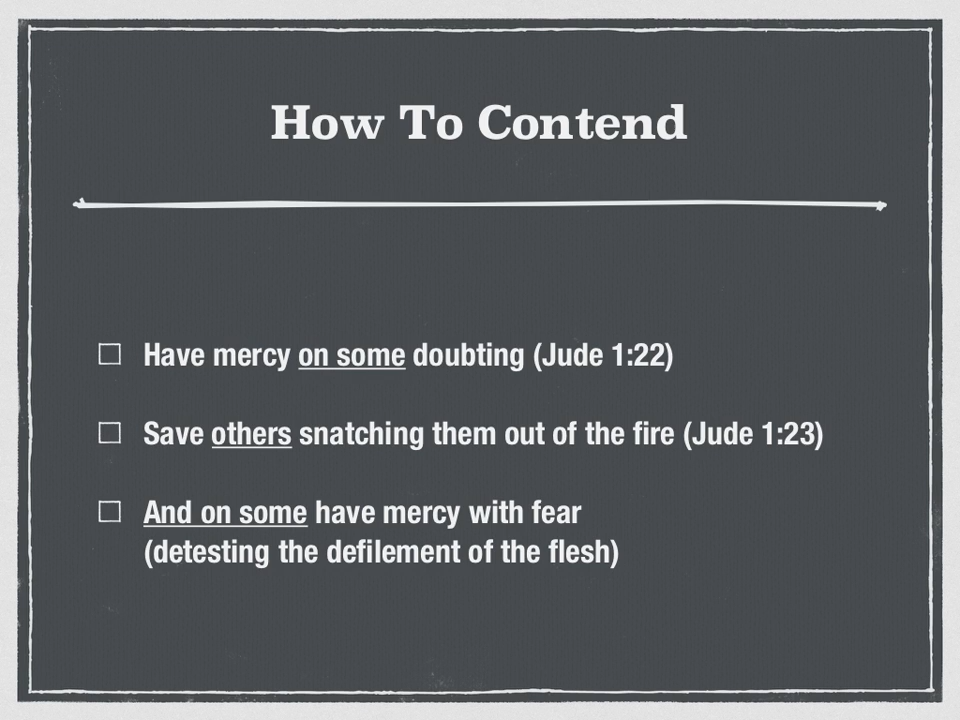 How To Contend
Have mercy on some doubting (Jude 1:22)
Save others snatching them out of the fire (Jude 1:23)
And on some have mercy with fear
(detesting the defilement of the flesh)